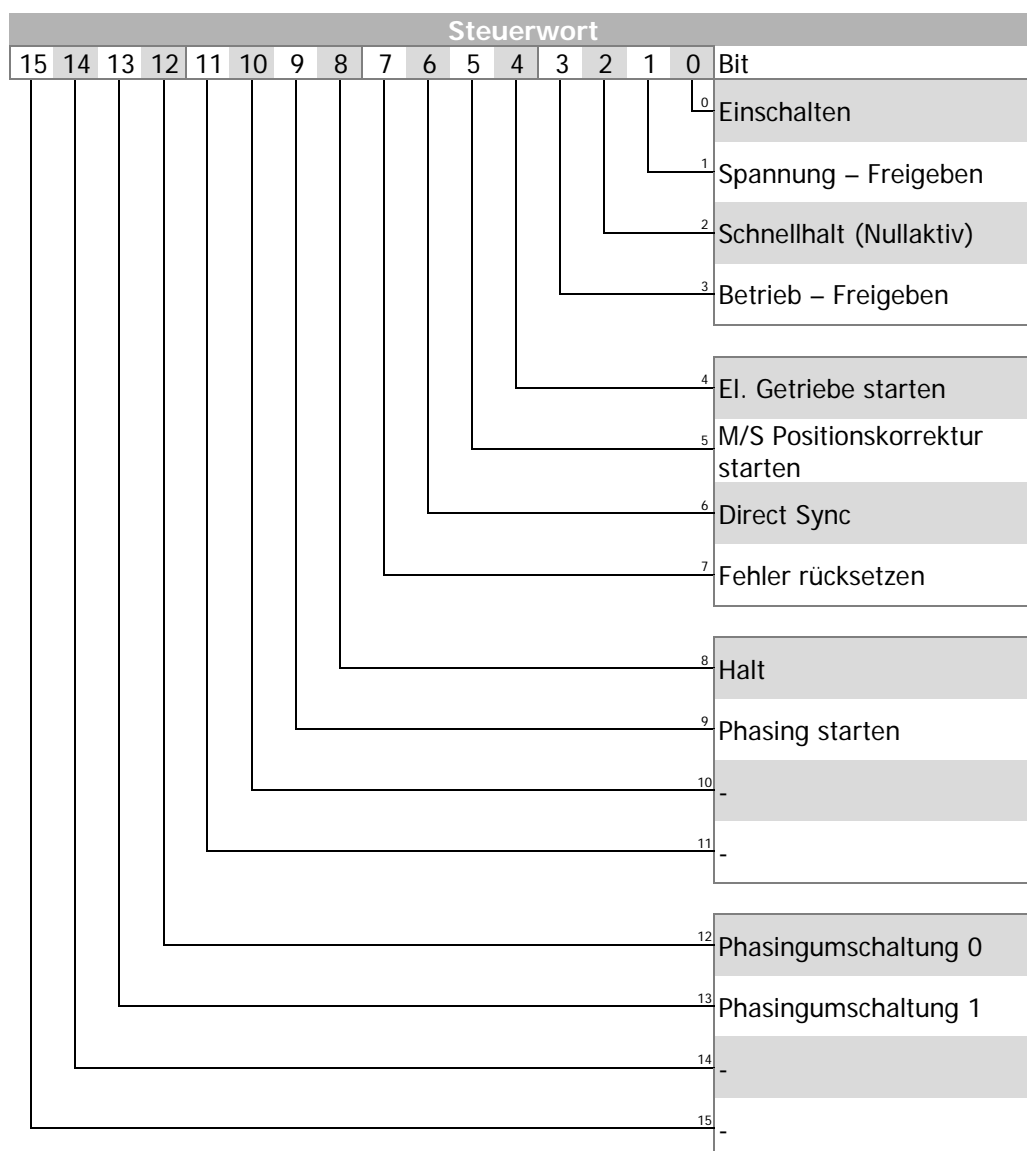 Steuerwort
15 14 13 12 11 10 9 8 7 6 5 4 3 2 1 0 Bit
0 Einschalten
1 Spannung – Freigeben
2 Schnellhalt (Nullaktiv)
3 Betrieb – Freigeben
4 El. Getriebe starten
5 M/S Positionskorrektur
starten
6 Direct Sync
7 Fehler rücksetzen
8 Halt
9 Phasing starten
10 -
11 -
12 Phasingumschaltung 0
13 Phasingumschaltung 1
14 -
15 -